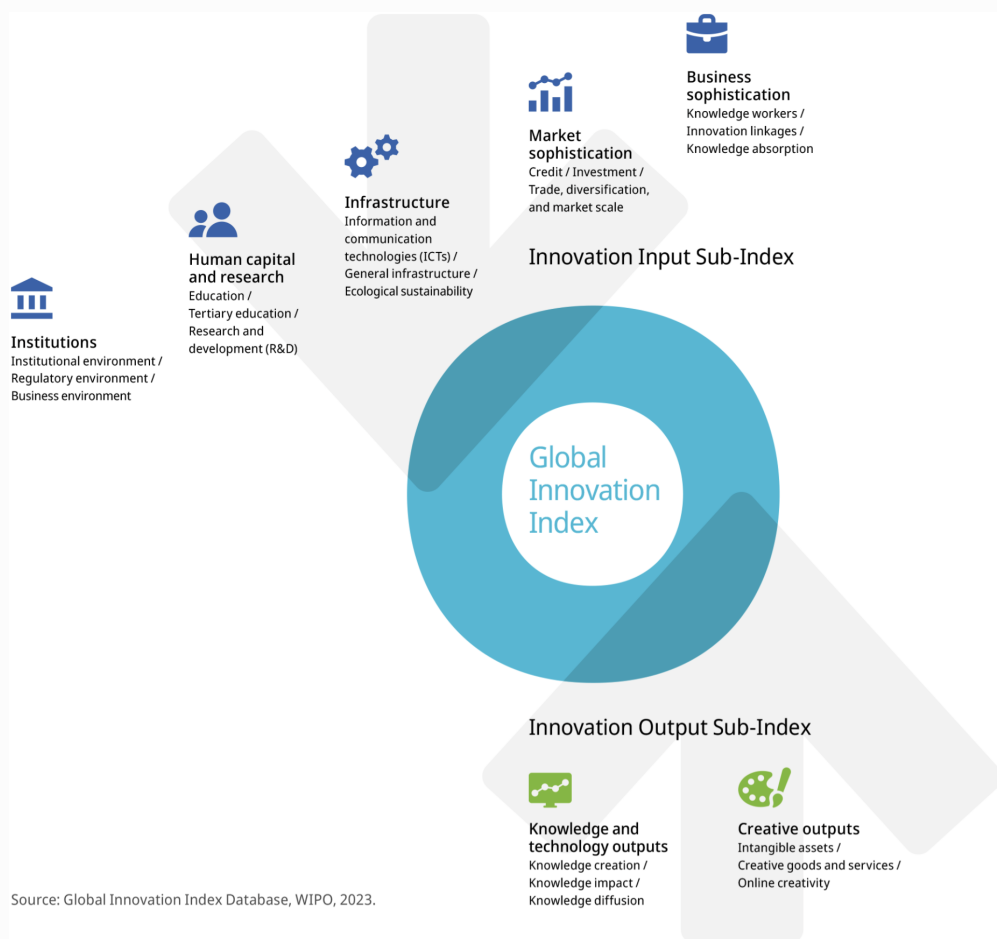 Business
sophistication
Knowledge workers /
Innovation linkages /
Knowledge absorption
Market
sophistication
Credit / Investment /
Trade, diversification,
and market scale
Infrastructure
Information and
communication
technologies (ICTs) /
General infrastructure /
Ecological sustainability
Human capital
and research
Education /
Tertiary education /
Research and
development (R&D)
Institutions
Institutional environment /
Regulatory environment /
Business environment
Innovation Input Sub-Index
Global
Innovation
Index
Innovation Output Sub-Index
Knowledge and
technology outputs
Knowledge creation /
Knowledge impact /
Knowledge diffusion
Creative outputs
Intangible assets /
Creative goods and services /
Online creativity
Source: Global Innovation Index Database, WIPO, 2023.